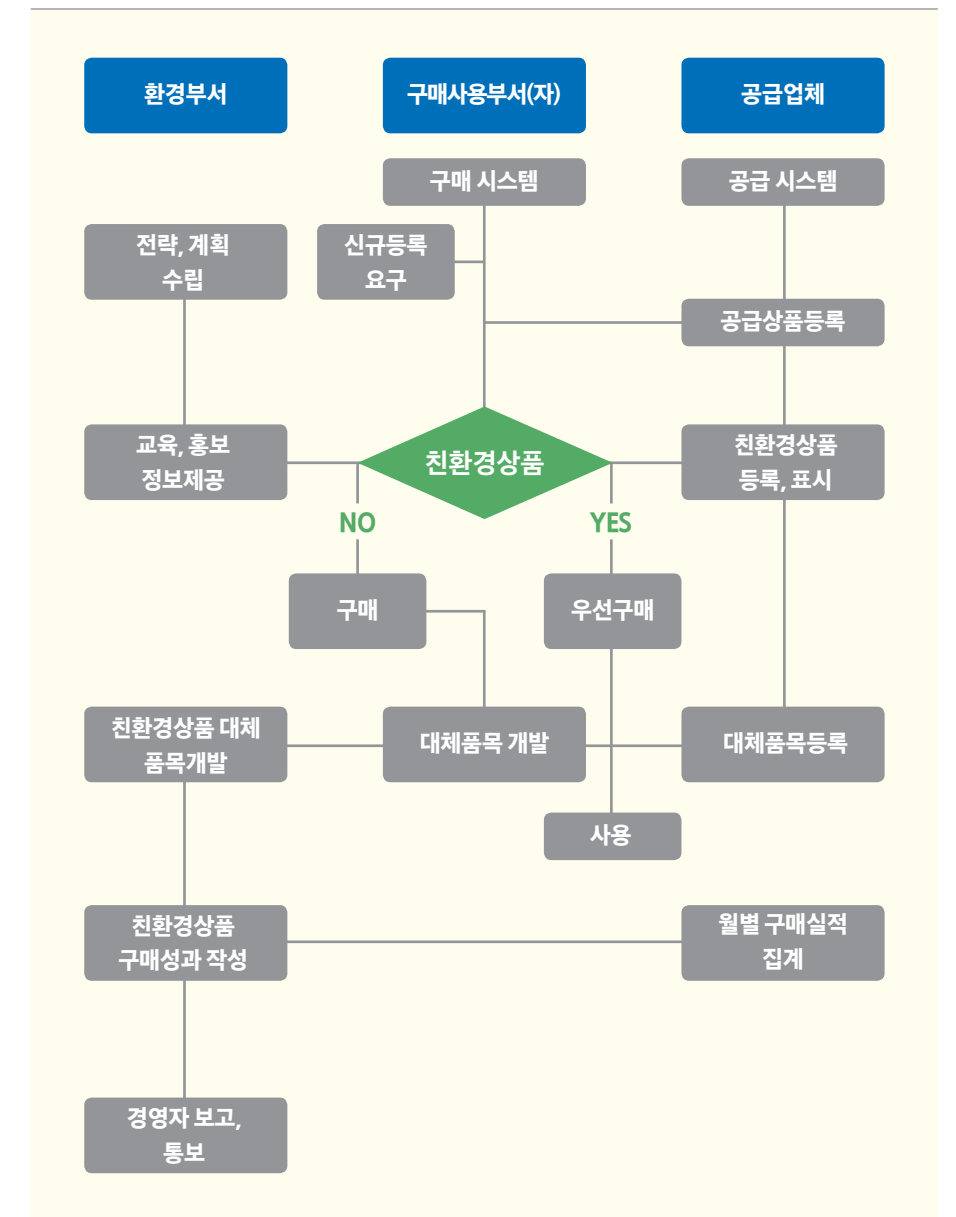 환경부서
구매사용부서(자)
공급업체
구매 시스템
공급 시스템
전략, 계획
수립
신규등록
요구
공급상품등록
교육, 홍보
정보제공
친환경상품
친환경상품
등록, 표시
NO
YES
구매
우선구매
친환경상품 대체
품목개발
대체품목 개발
대체품목등록
사용
친환경상품
구매성과 작성
월별 구매실적
집계
경영자 보고,
통보